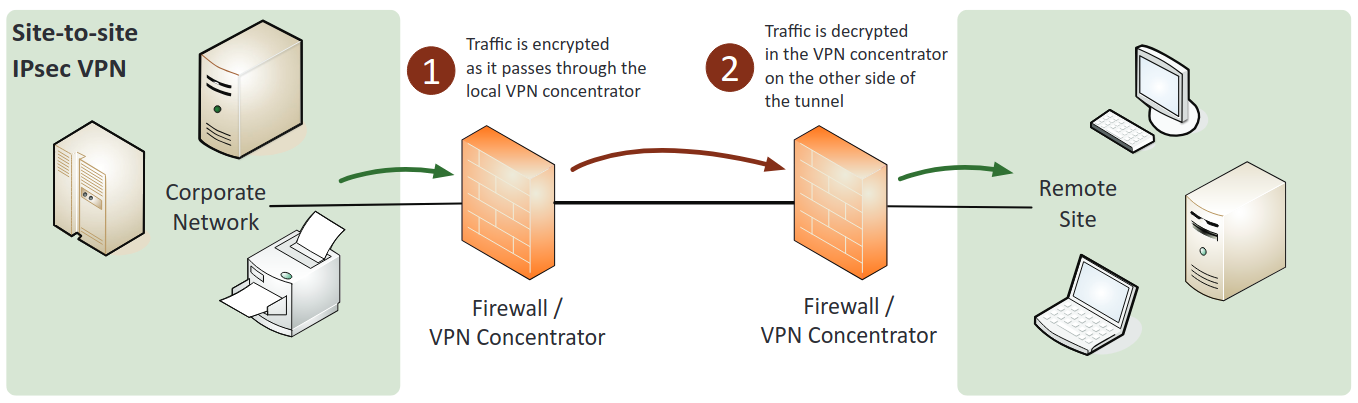 Site-to-site
IPsec VPN
1
Traffic is encrypted
as it passes through the
local VPN concentrator
2
Traffic is decrypted
in the VPN concentrator
on the other side of
the tunnel
Corporate
Network
Firewall /
VPN Concentrator
Firewall /
VPN Concentrator
Remote
Site